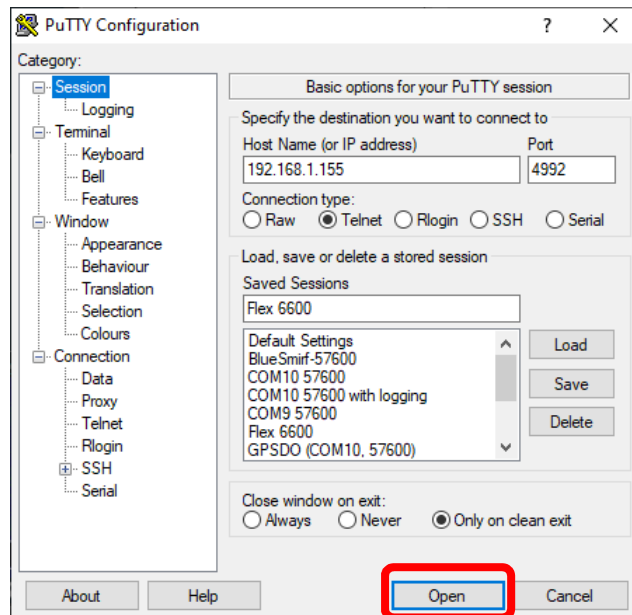 PuTTY Configuration ? ×
Category:
Session
Logging
Terminal
Keyboard
Bell
Features
Window
Appearance
Behaviour
Translation
Selection
Colours
Connection
Data
Proxy
Telnet
Rlogin
SSH
Serial
Basic options for your PuTTY session
Specify the destination you want to connect to
Host Name (or IP address) Port
192.168.1.155 4992
Connection type:
Raw Telnet Rlogin SSH Serial
Load, save or delete a stored session
Saved Sessions
Flex 6600
Default Settings
BlueSmirf-57600
COM10 57600
COM10 57600 with logging
COM9 57600
Flex 6600
GPSDO (COM10, 57600)
Load
Save
Delete
Close window on exit:
Always Never Only on clean exit
About Help Open Cancel